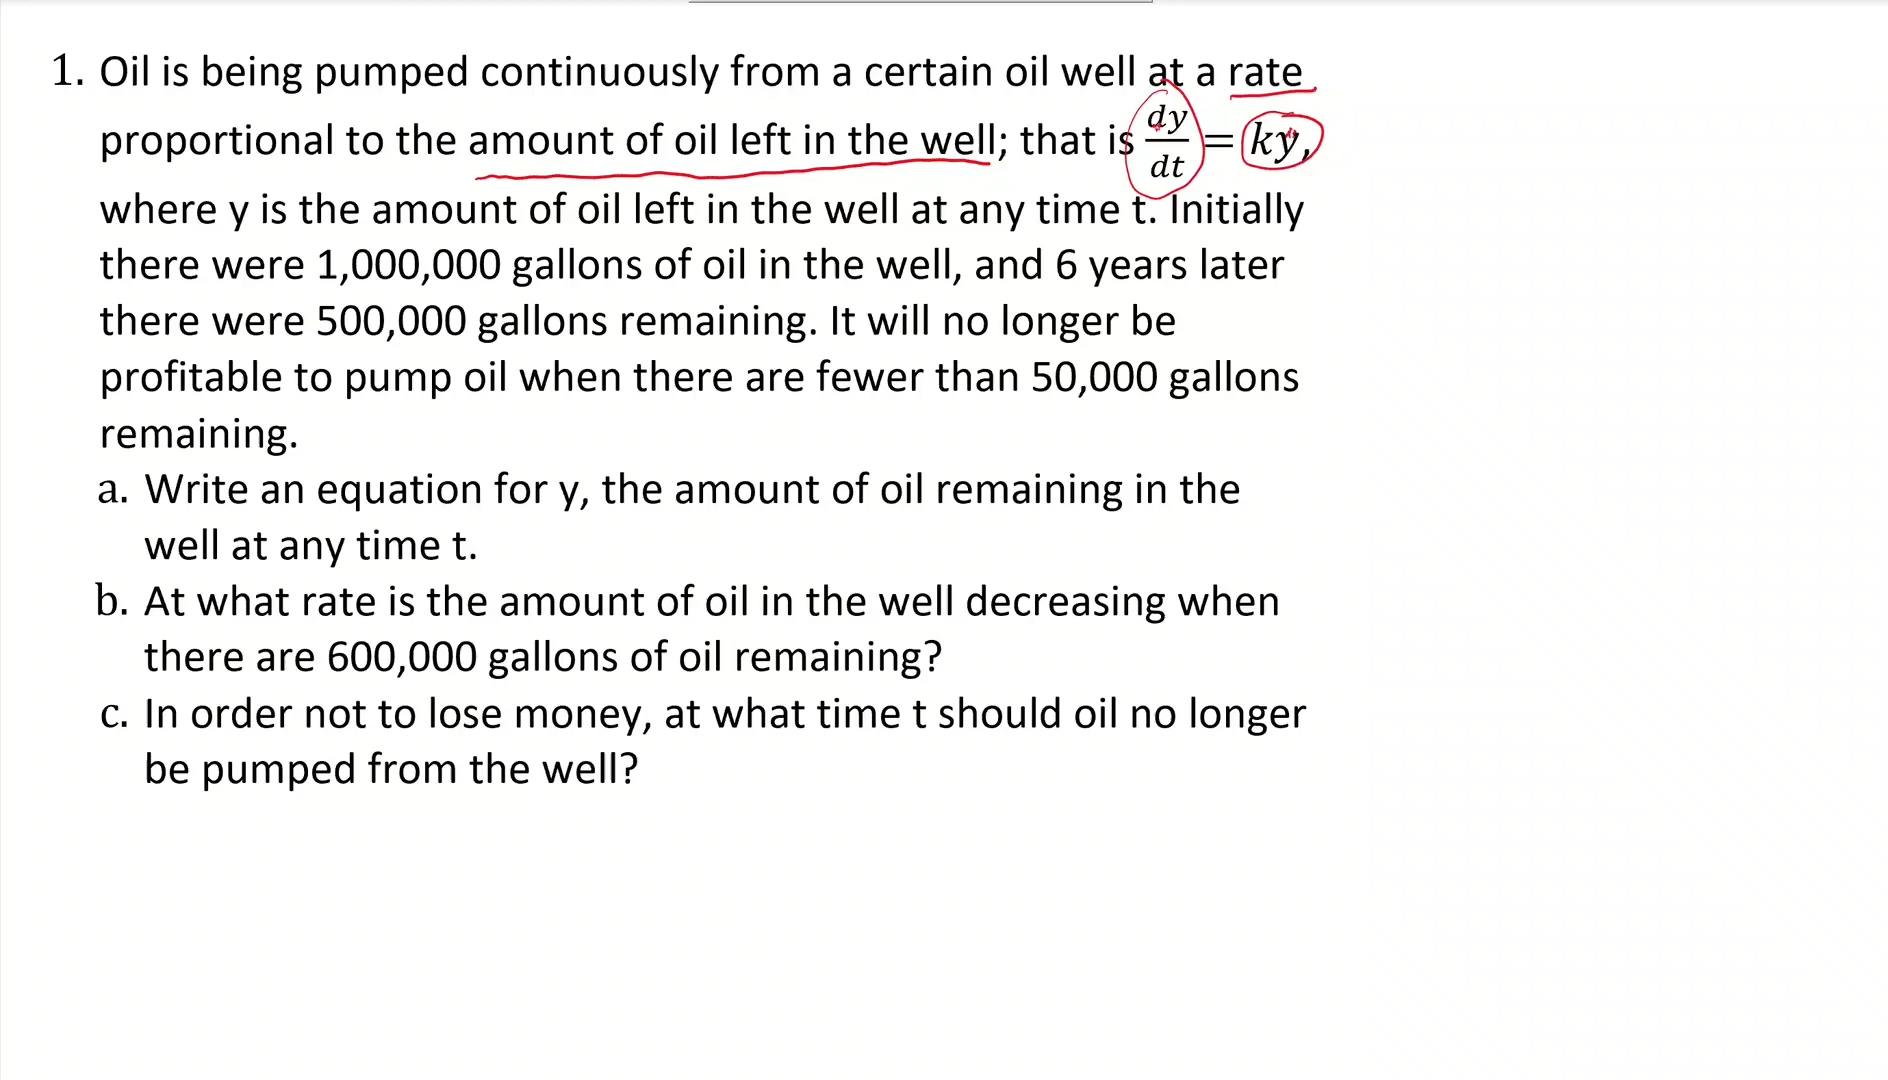 1. Oil is being pumped continuously from a certain oil well at a rate
proportional to the amount of oil left in the well; that is dy/dt = ky,
where y is the amount of oil left in the well at any time t. Initially
there were 1,000,000 gallons of oil in the well, and 6 years later
there were 500,000 gallons remaining. It will no longer be
profitable to pump oil when there are fewer than 50,000 gallons
remaining.
a. Write an equation for y, the amount of oil remaining in the
well at any time t.
b. At what rate is the amount of oil in the well decreasing when
there are 600,000 gallons of oil remaining?
c. In order not to lose money, at what time t should oil no longer
be pumped from the well?